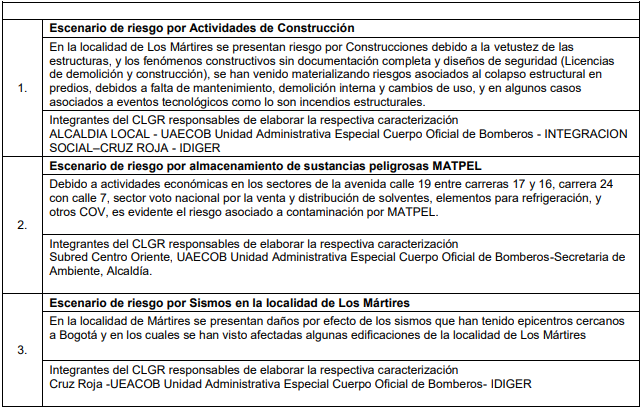 Escenario de riesgo por Actividades de Construcción
1.
En la localidad de Los Mártires se presentan riesgo por Construcciones debido a la vetustez de las
estructuras, y los fenómenos constructivos sin documentación completa y diseños de seguridad (Licencias
de demolición y construcción), se han venido materializando riesgos asociados al colapso estructural en
predios, debidos a falta de mantenimiento, demolición interna y cambios de uso, y en algunos casos
asociados a eventos tecnológicos como lo son incendios estructurales.
Integrantes del CLGR responsables de elaborar la respectiva caracterización
ALCALDIA LOCAL - UAECOB Unidad Administrativa Especial Cuerpo Oficial de Bomberos - INTEGRACION
SOCIAL–CRUZ ROJA - IDIGER
Escenario de riesgo por almacenamiento de sustancias peligrosas MATPEL
2.
Debido a actividades económicas en los sectores de la avenida calle 19 entre carreras 17 y 16, carrera 24
con calle 7, sector voto nacional por la venta y distribución de solventes, elementos para refrigeración, y
otros COV, es evidente el riesgo asociado a contaminación por MATPEL.
Integrantes del CLGR responsables de elaborar la respectiva caracterización
Subred Centro Oriente, UAECOB Unidad Administrativa Especial Cuerpo Oficial de Bomberos-Secretaria de
Ambiente, Alcaldía.
Escenario de riesgo por Sismos en la localidad de Los Mártires
3.
En la localidad de Mártires se presentan daños por efecto de los sismos que han tenido epicentros cercanos
a Bogotá y en los cuales se han visto afectadas algunas edificaciones de la localidad de Los Mártires
Integrantes del CLGR responsables de elaborar la respectiva caracterización
Cruz Roja -UEACOB Unidad Administrativa Especial Cuerpo Oficial de Bomberos- IDIGER